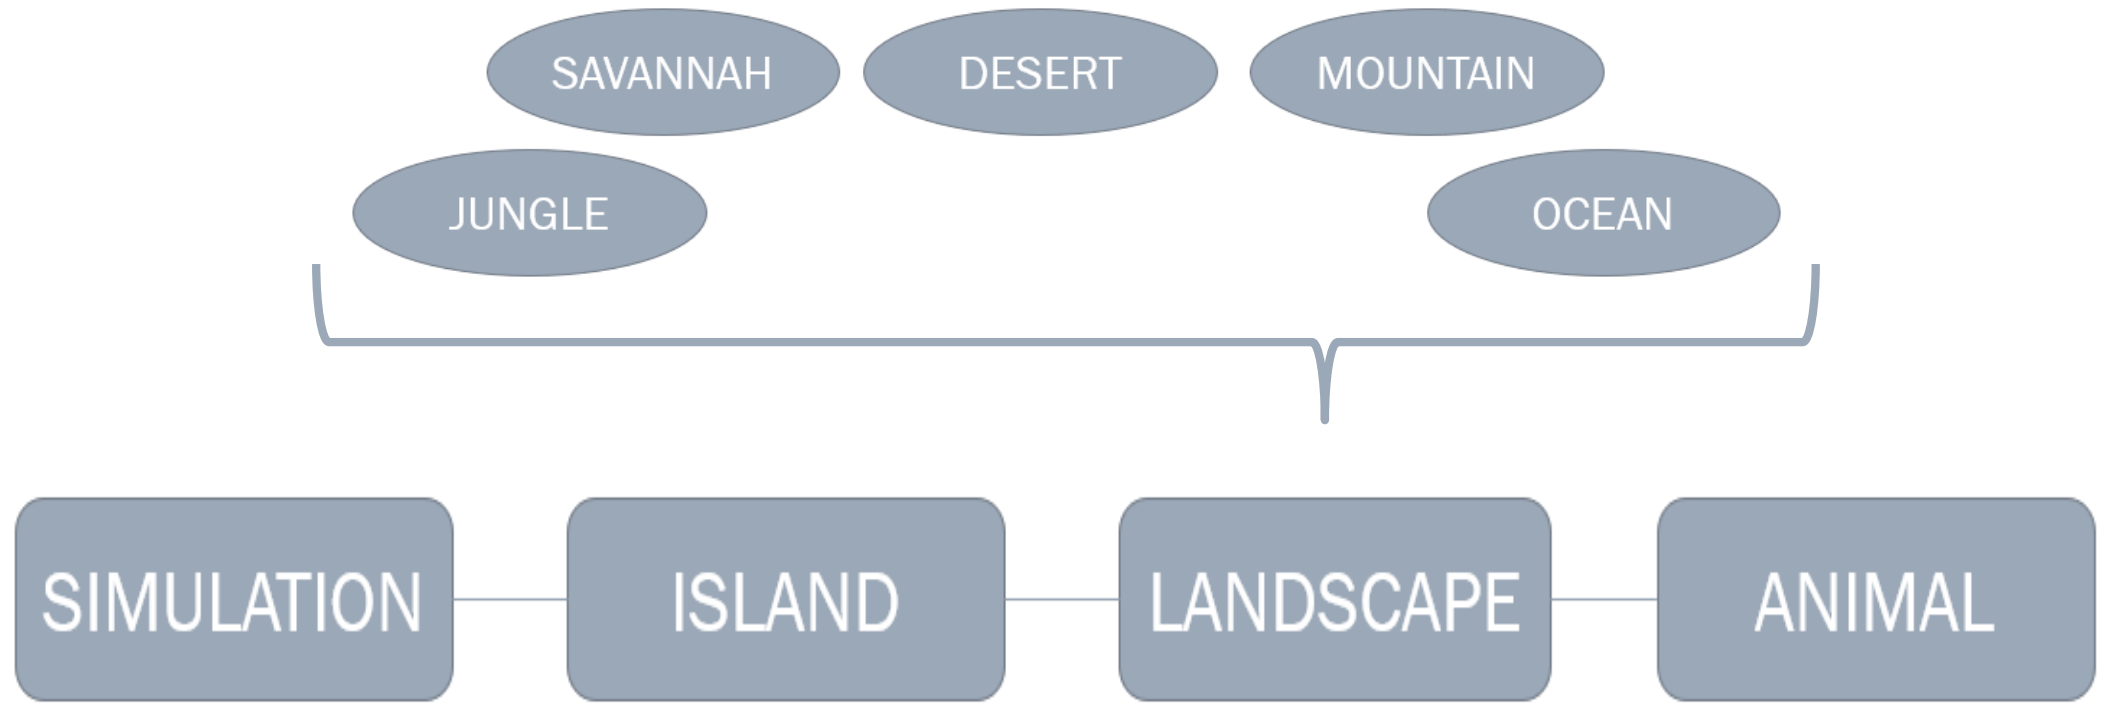 SAVANNAH
DESERT
MOUNTAIN
JUNGLE
OCEAN
SIMULATION
ISLAND
LANDSCAPE
ANIMAL